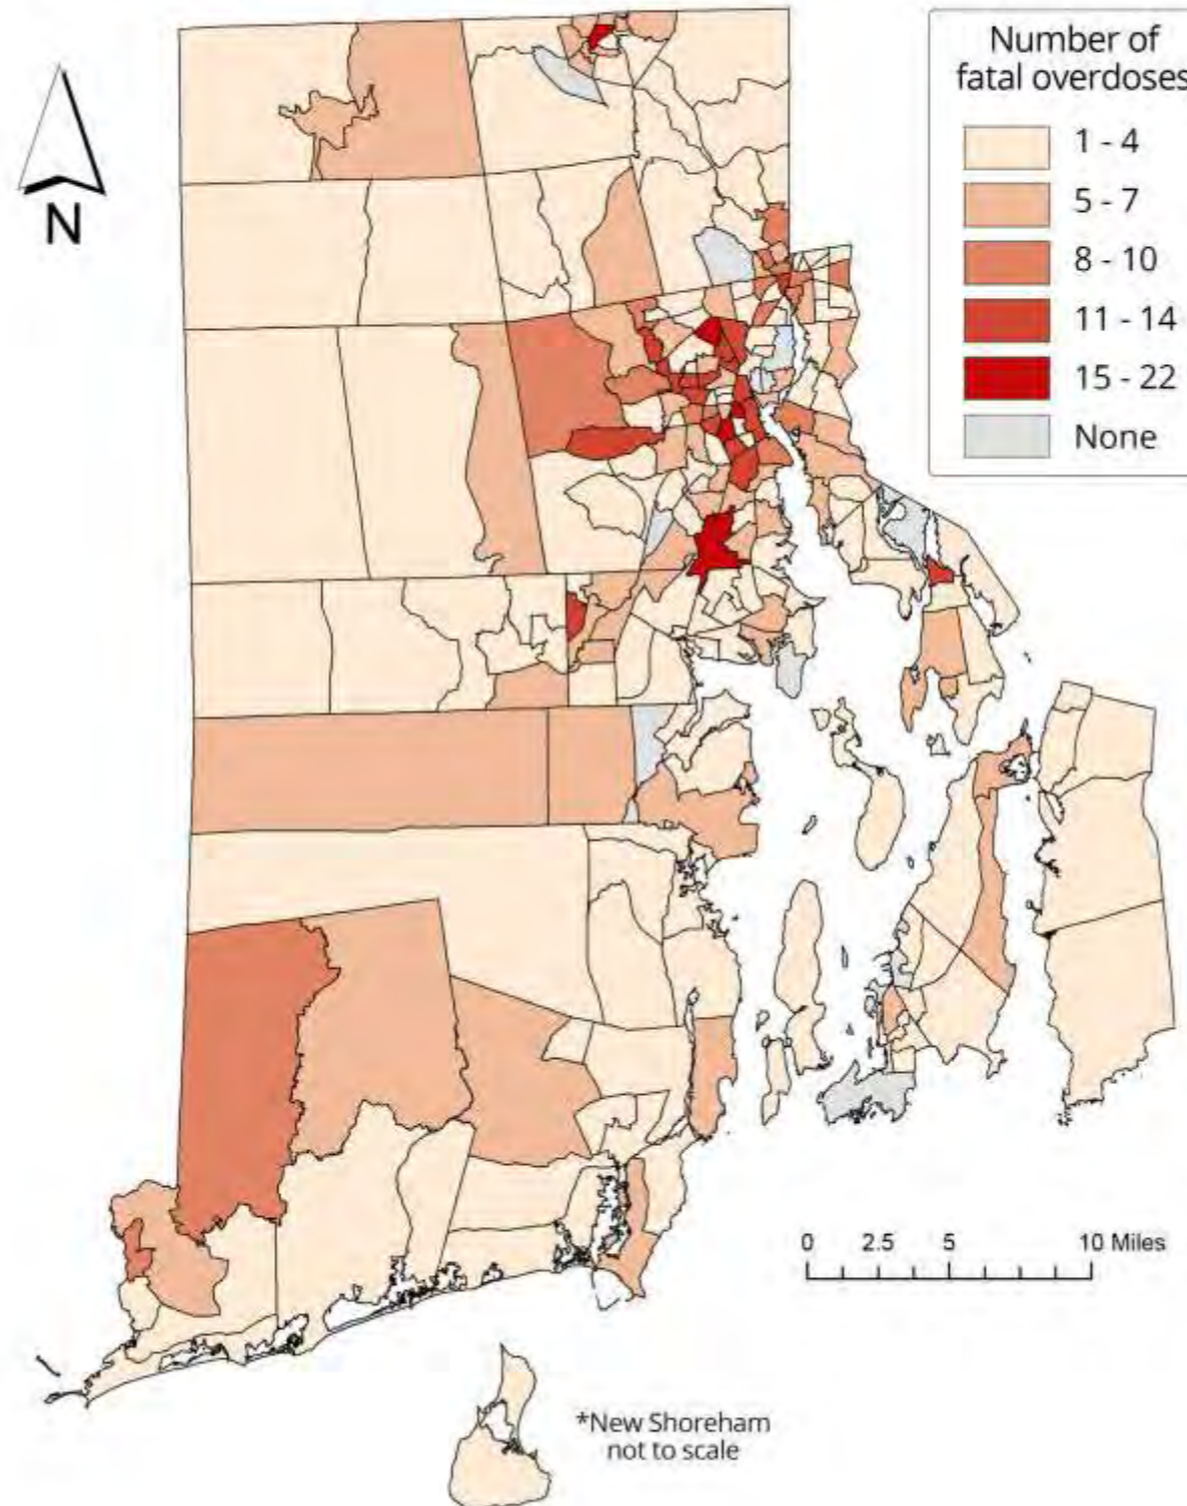 Number of
fatal overdoses
1 - 4
5 - 7
8 - 10
11 - 14
15 - 22
None
N
0 2.5 5 10 Miles
*New Shoreham
not to scale